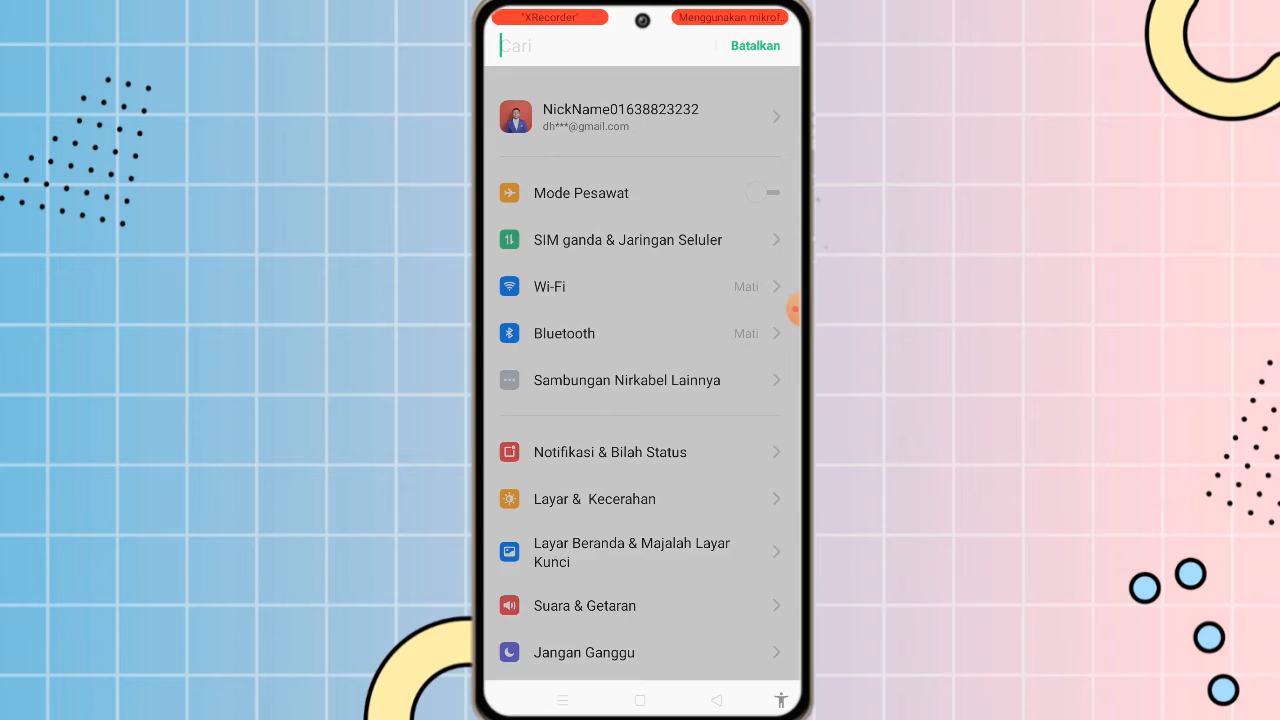 "XRecorder"
Menggunakan mikrof..
Cari
Batalkan
NickName01638823232
dh***@gmail.com
Mode Pesawat
SIM ganda & Jaringan Seluler
Wi-Fi
Mati
Bluetooth
Mati
Sambungan Nirkabel Lainnya
Notifikasi & Bilah Status
Layar & Kecerahan
Layar Beranda & Majalah Layar
Kunci
Suara & Getaran
Jangan Ganggu